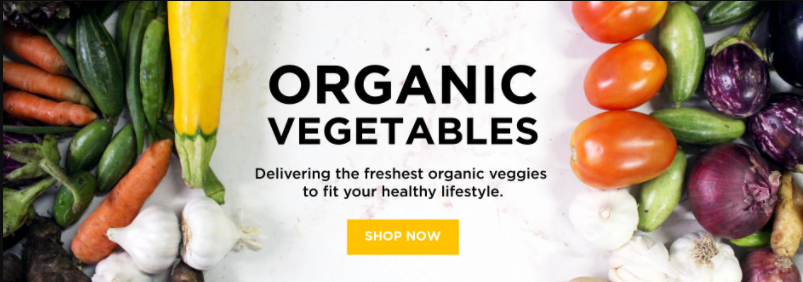 ORGANIC
VEGETABLES
Delivering the freshest organic veggies
to fit your healthy lifestyle.
SHOP NOW